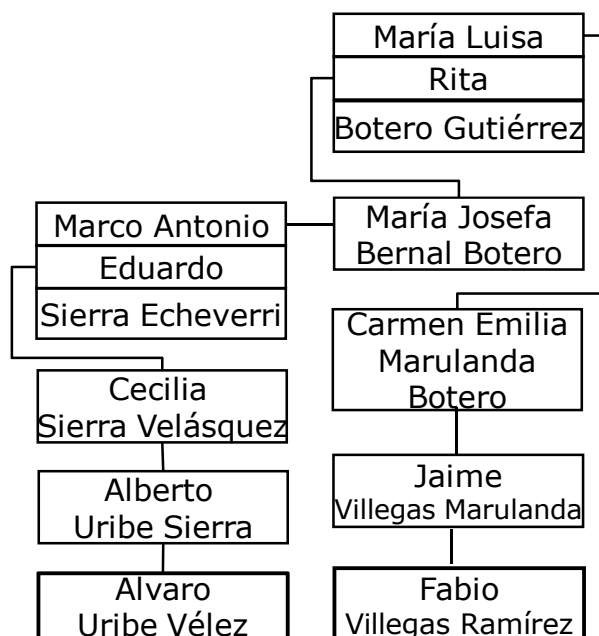 María Luisa
Rita
Botero Gutiérrez
Marco Antonio
Eduardo
Sierra Echeverri
María Josefa
Bernal Botero
Carmen Emilia
Marulanda
Botero
Cecilia
Sierra Velásquez
Jaime
Villegas Marulanda
Alberto
Uribe Sierra
Alvaro
Uribe Vélez
Fabio
Villegas Ramírez